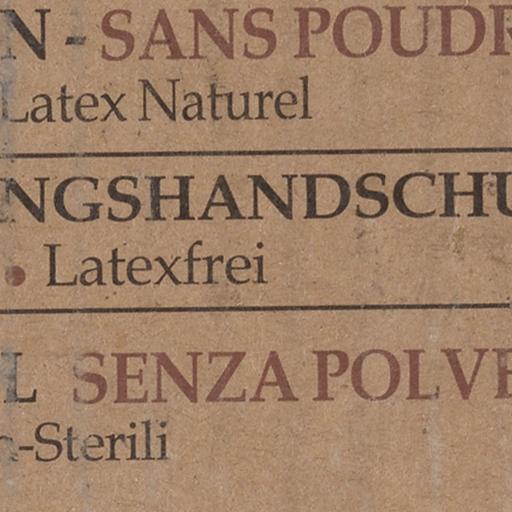 N - SANS POUDR
Latex Naturel
NGSHANDSCHU
• Latexfrei
L SENZA POLVE
-Sterili